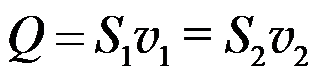 Q = S₁v₁ = S₂v₂